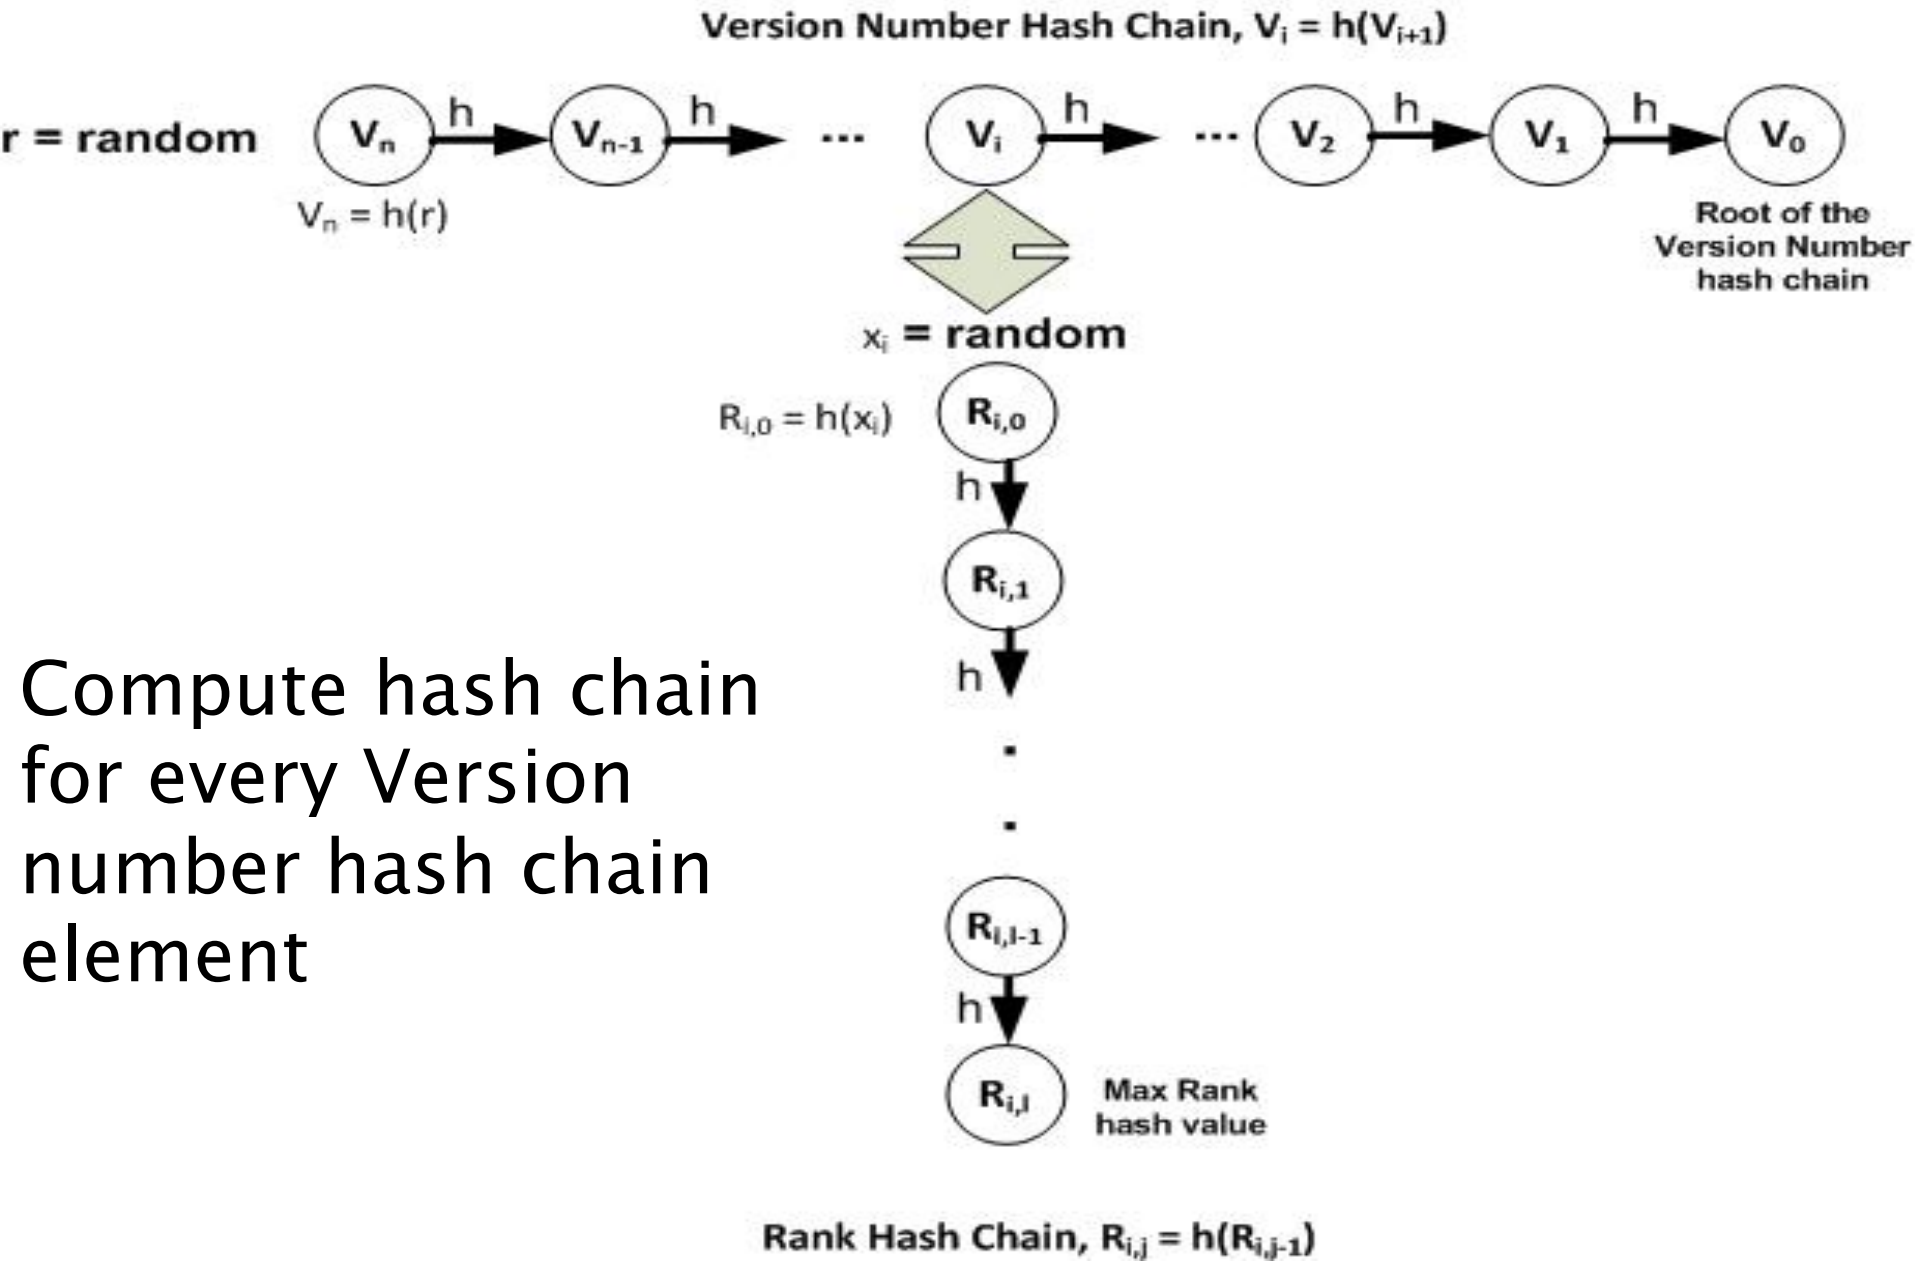 Version Number Hash Chain, Vᵢ = h(Vᵢ₊₁)
r = random
Vₙ h Vₙ₋₁ h ... Vᵢ h ... V₂ h V₁ h V₀
Vₙ = h(r)
Root of the
Version Number
hash chain
xᵢ = random
Rᵢ,₀ = h(xᵢ) Rᵢ,₀
h
Rᵢ,₁
h
Compute hash chain
for every Version
number hash chain
element
Rᵢ,ₗ₋₁
h
Rᵢ,ₗ
Max Rank
hash value
Rank Hash Chain, Rᵢ,ⱼ = h(Rᵢ,ⱼ₋₁)